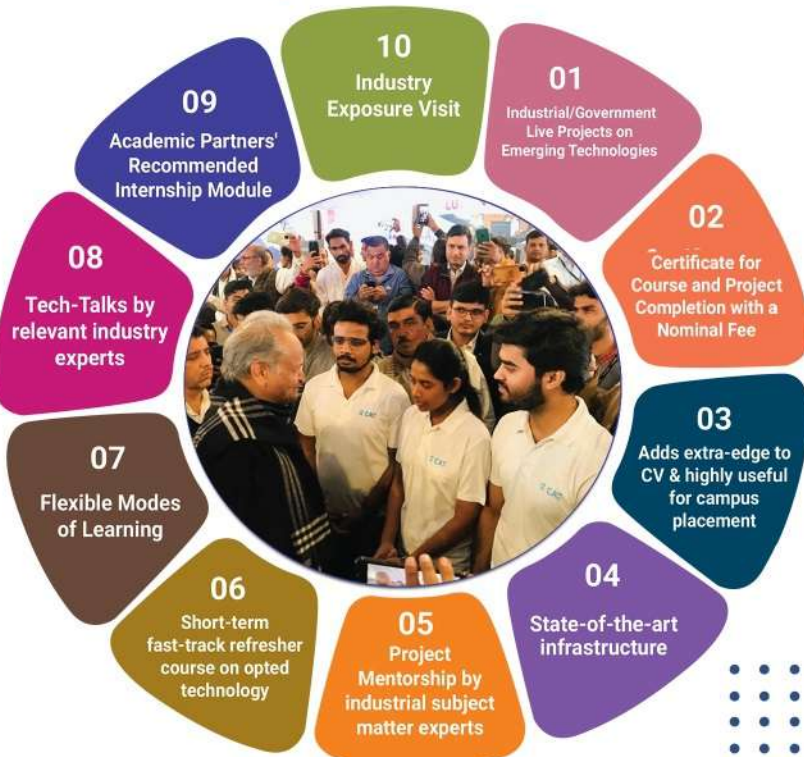 10
Industry
Exposure Visit
01
Industrial/Government
Live Projects on
Emerging Technologies
02
Certificate for
Course and Project
Completion with a
Nominal Fee
03
Adds extra-edge to
CV & highly useful
for campus
placement
04
State-of-the-art
infrastructure
05
Project
Mentorship by
industrial subject
matter experts
06
Short-term
fast-track refresher
course on opted
technology
07
Flexible Modes
of Learning
08
Tech-Talks by
relevant industry
experts
09
Academic Partners'
Recommended
Internship Module